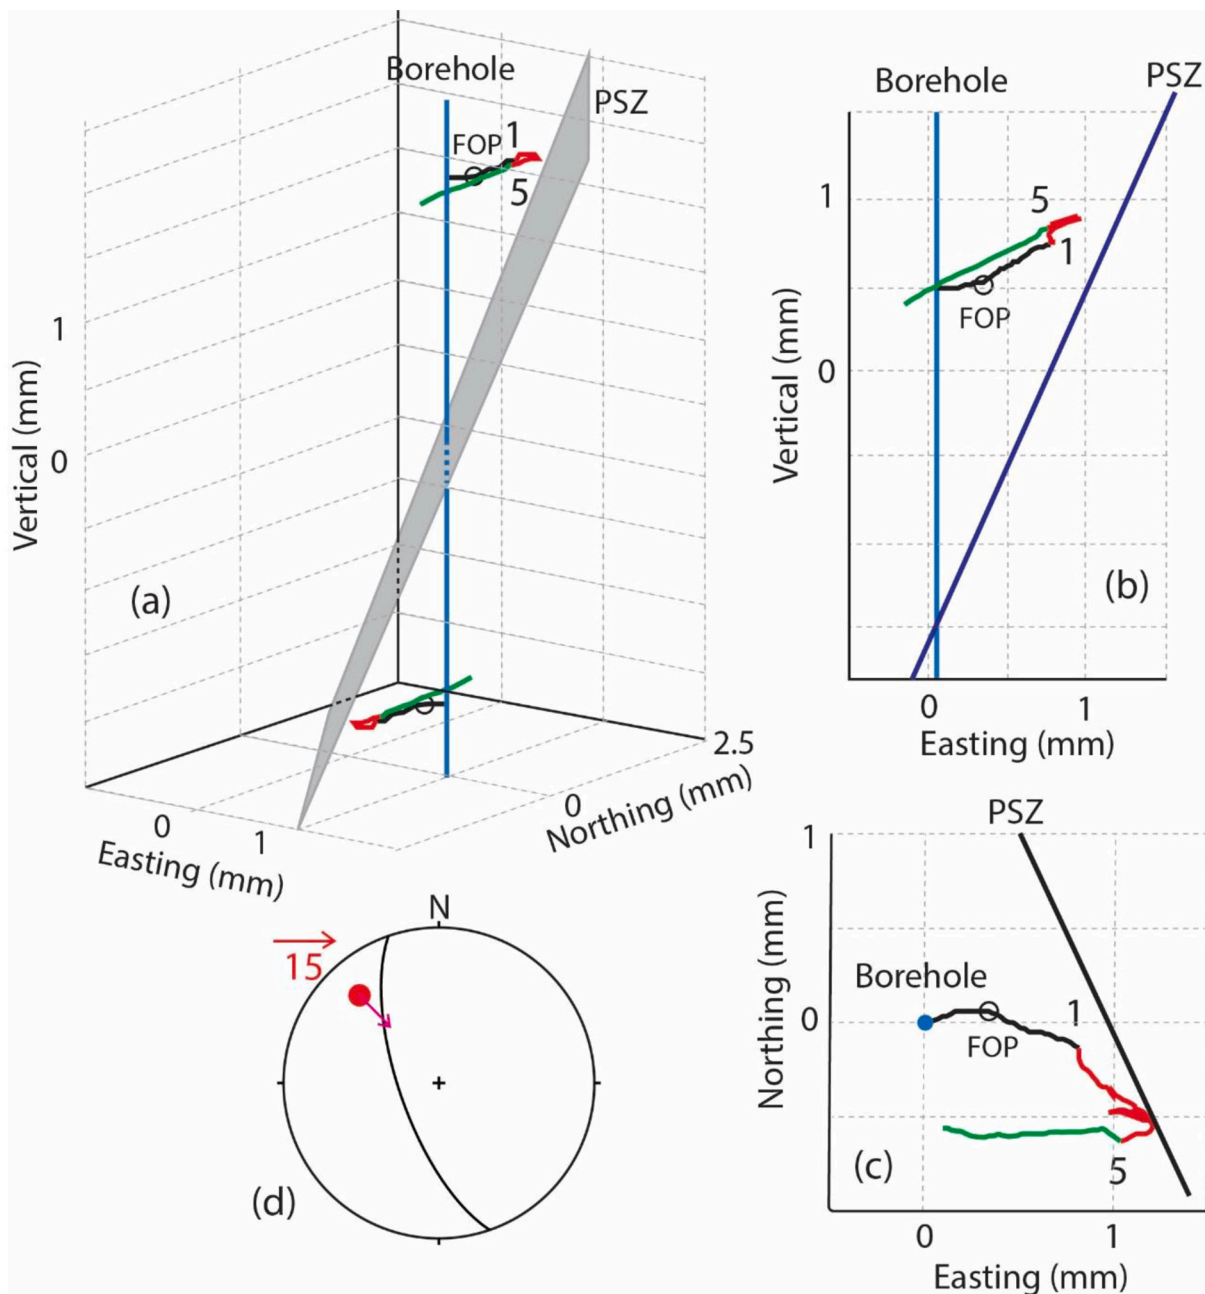 Borehole
PSZ
FOP
1
5
1
0
Vertical (mm)
(a)
2.5
0
Northing (mm)
0
1
Easting (mm)
Borehole
PSZ
1
5
1
FOP
0
Vertical (mm)
(b)
0
1
Easting (mm)
PSZ
1
Northing (mm)
Borehole
1
0
FOP
(c)
5
0
1
Easting (mm)
N
15
(d)